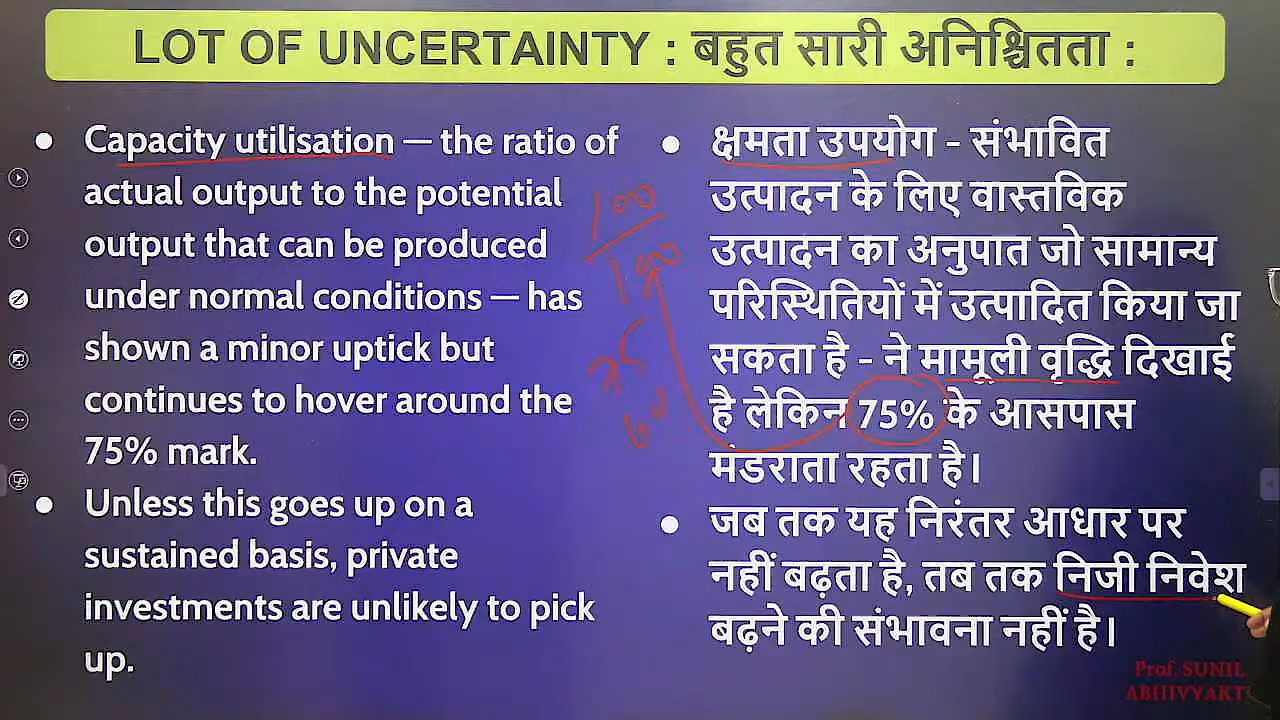 LOT OF UNCERTAINTY : बहुत सारी अनिश्चितता :
● Capacity utilisation — the ratio of
actual output to the potential
output that can be produced
under normal conditions — has
shown a minor uptick but
continues to hover around the
75% mark.
● Unless this goes up on a
sustained basis, private
investments are unlikely to pick
up.
100
100
75
60
● क्षमता उपयोग - संभावित
उत्पादन के लिए वास्तविक
उत्पादन का अनुपात जो सामान्य
परिस्थितियों में उत्पादित किया जा
सकता है - ने मामूली वृद्धि दिखाई
है लेकिन 75% के आसपास
मंडराता रहता है।
● जब तक यह निरंतर आधार पर
नहीं बढ़ता है, तब तक निजी निवेश
बढ़ने की संभावना नहीं है।
Prof. SUNIL
ABHIVYAKTI